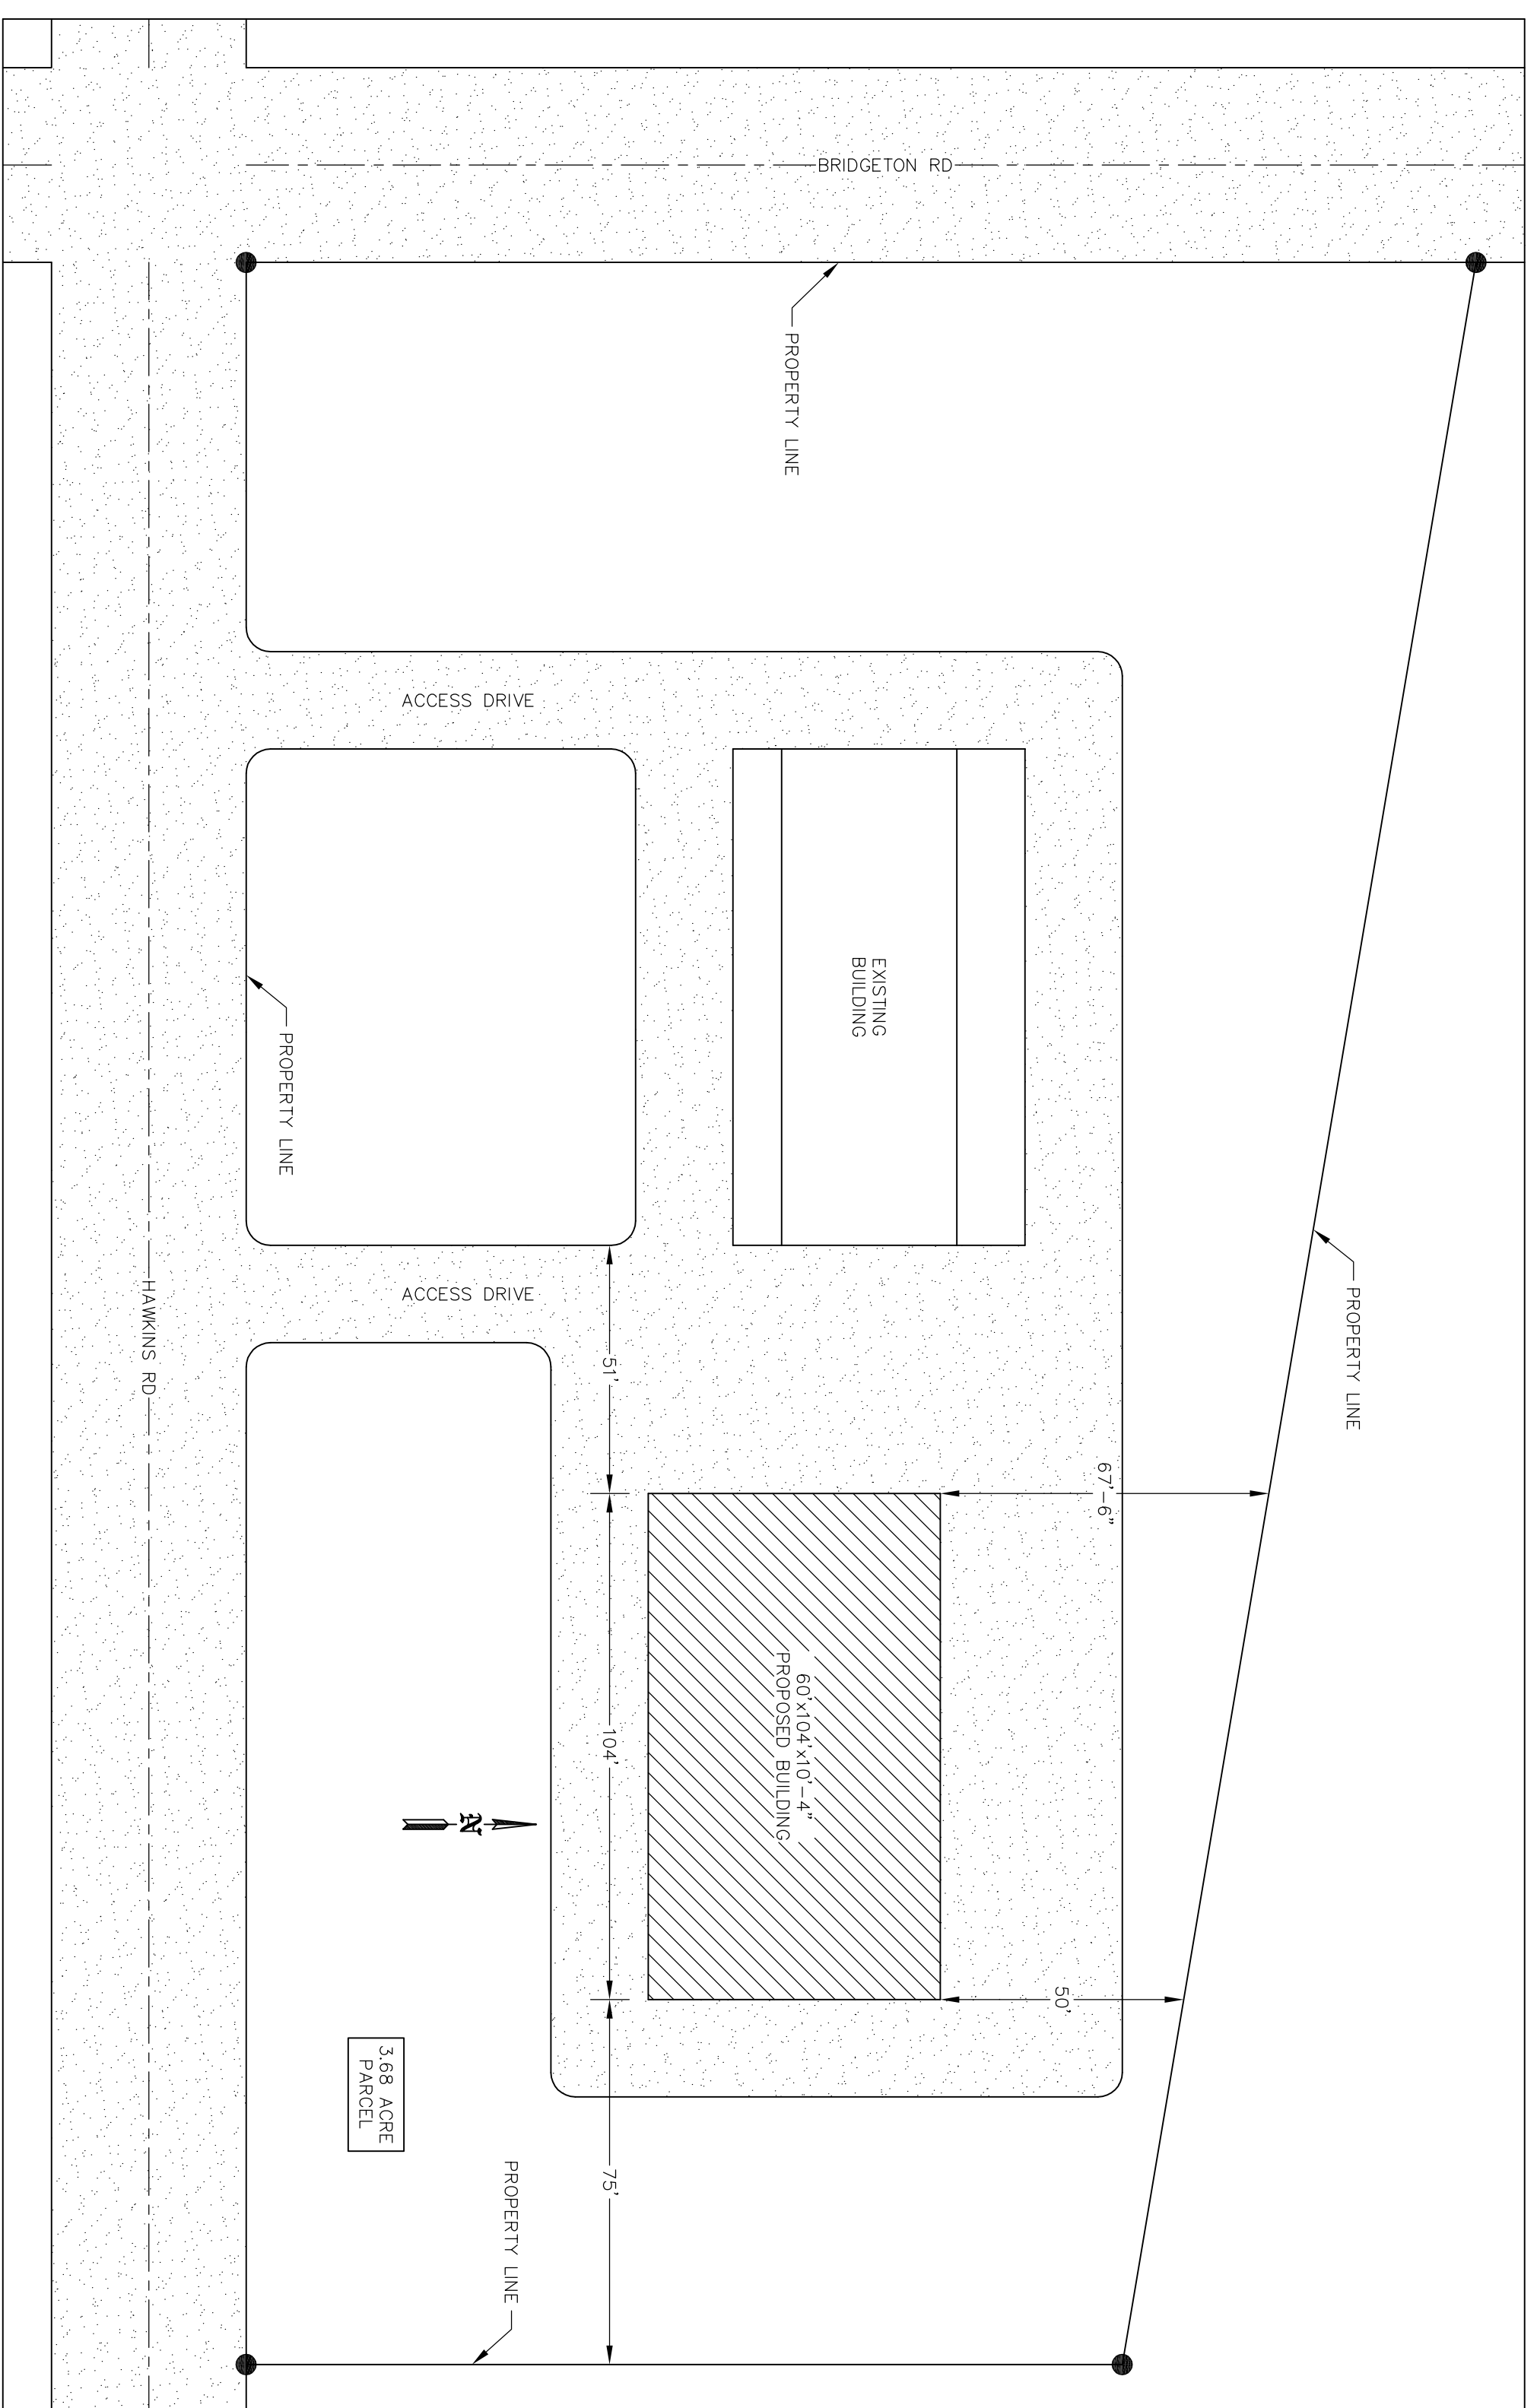 BRIDGETON RD
PROPERTY LINE
ACCESS DRIVE
EXISTING
BUILDING
PROPERTY LINE
PROPERTY LINE
ACCESS DRIVE
HAWKINS RD
51'
67'-6"
60'x104'x10'-4"
PROPOSED BUILDING
104'
N
50'
3.68 ACRE
PARCEL
75'
PROPERTY LINE